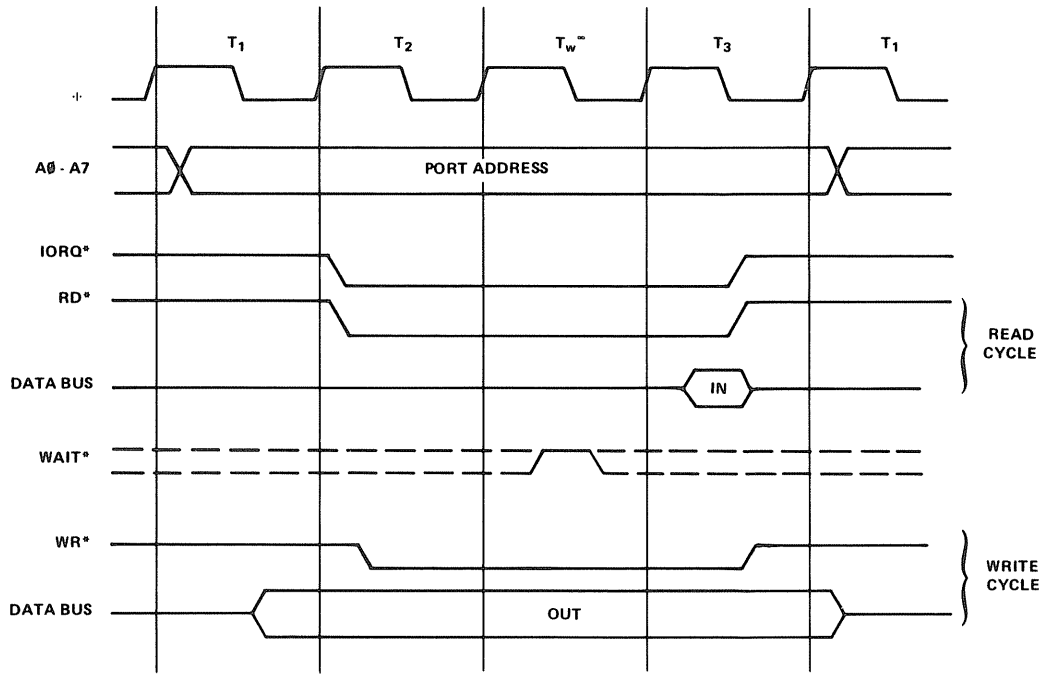 T1 T2 Tw∞ T3 T1
A0 - A7 PORT ADDRESS
IORQ*
RD*
READ
CYCLE
DATA BUS IN
WAIT*
WR*
WRITE
CYCLE
DATA BUS OUT